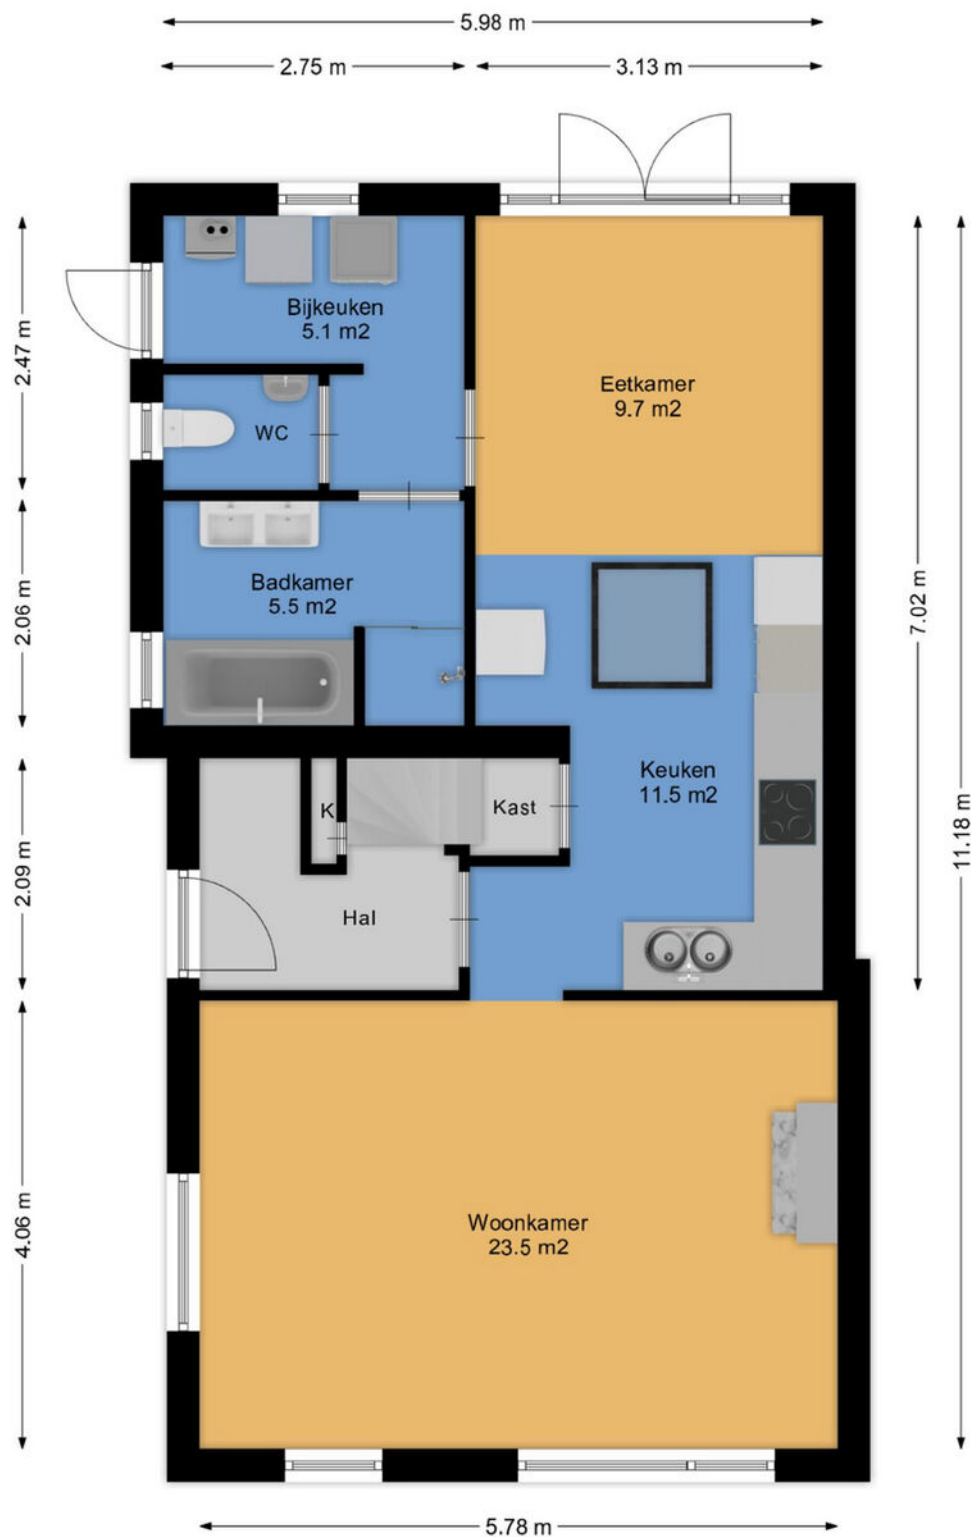 5.98 m
2.75 m
3.13 m
2.47 m
Bijkeuken
5.1 m2
Eetkamer
9.7 m2
WC
2.06 m
Badkamer
5.5 m2
7.02 m
Keuken
11.5 m2
K
Kast
11.18 m
2.09 m
Hal
4.06 m
Woonkamer
23.5 m2
5.78 m